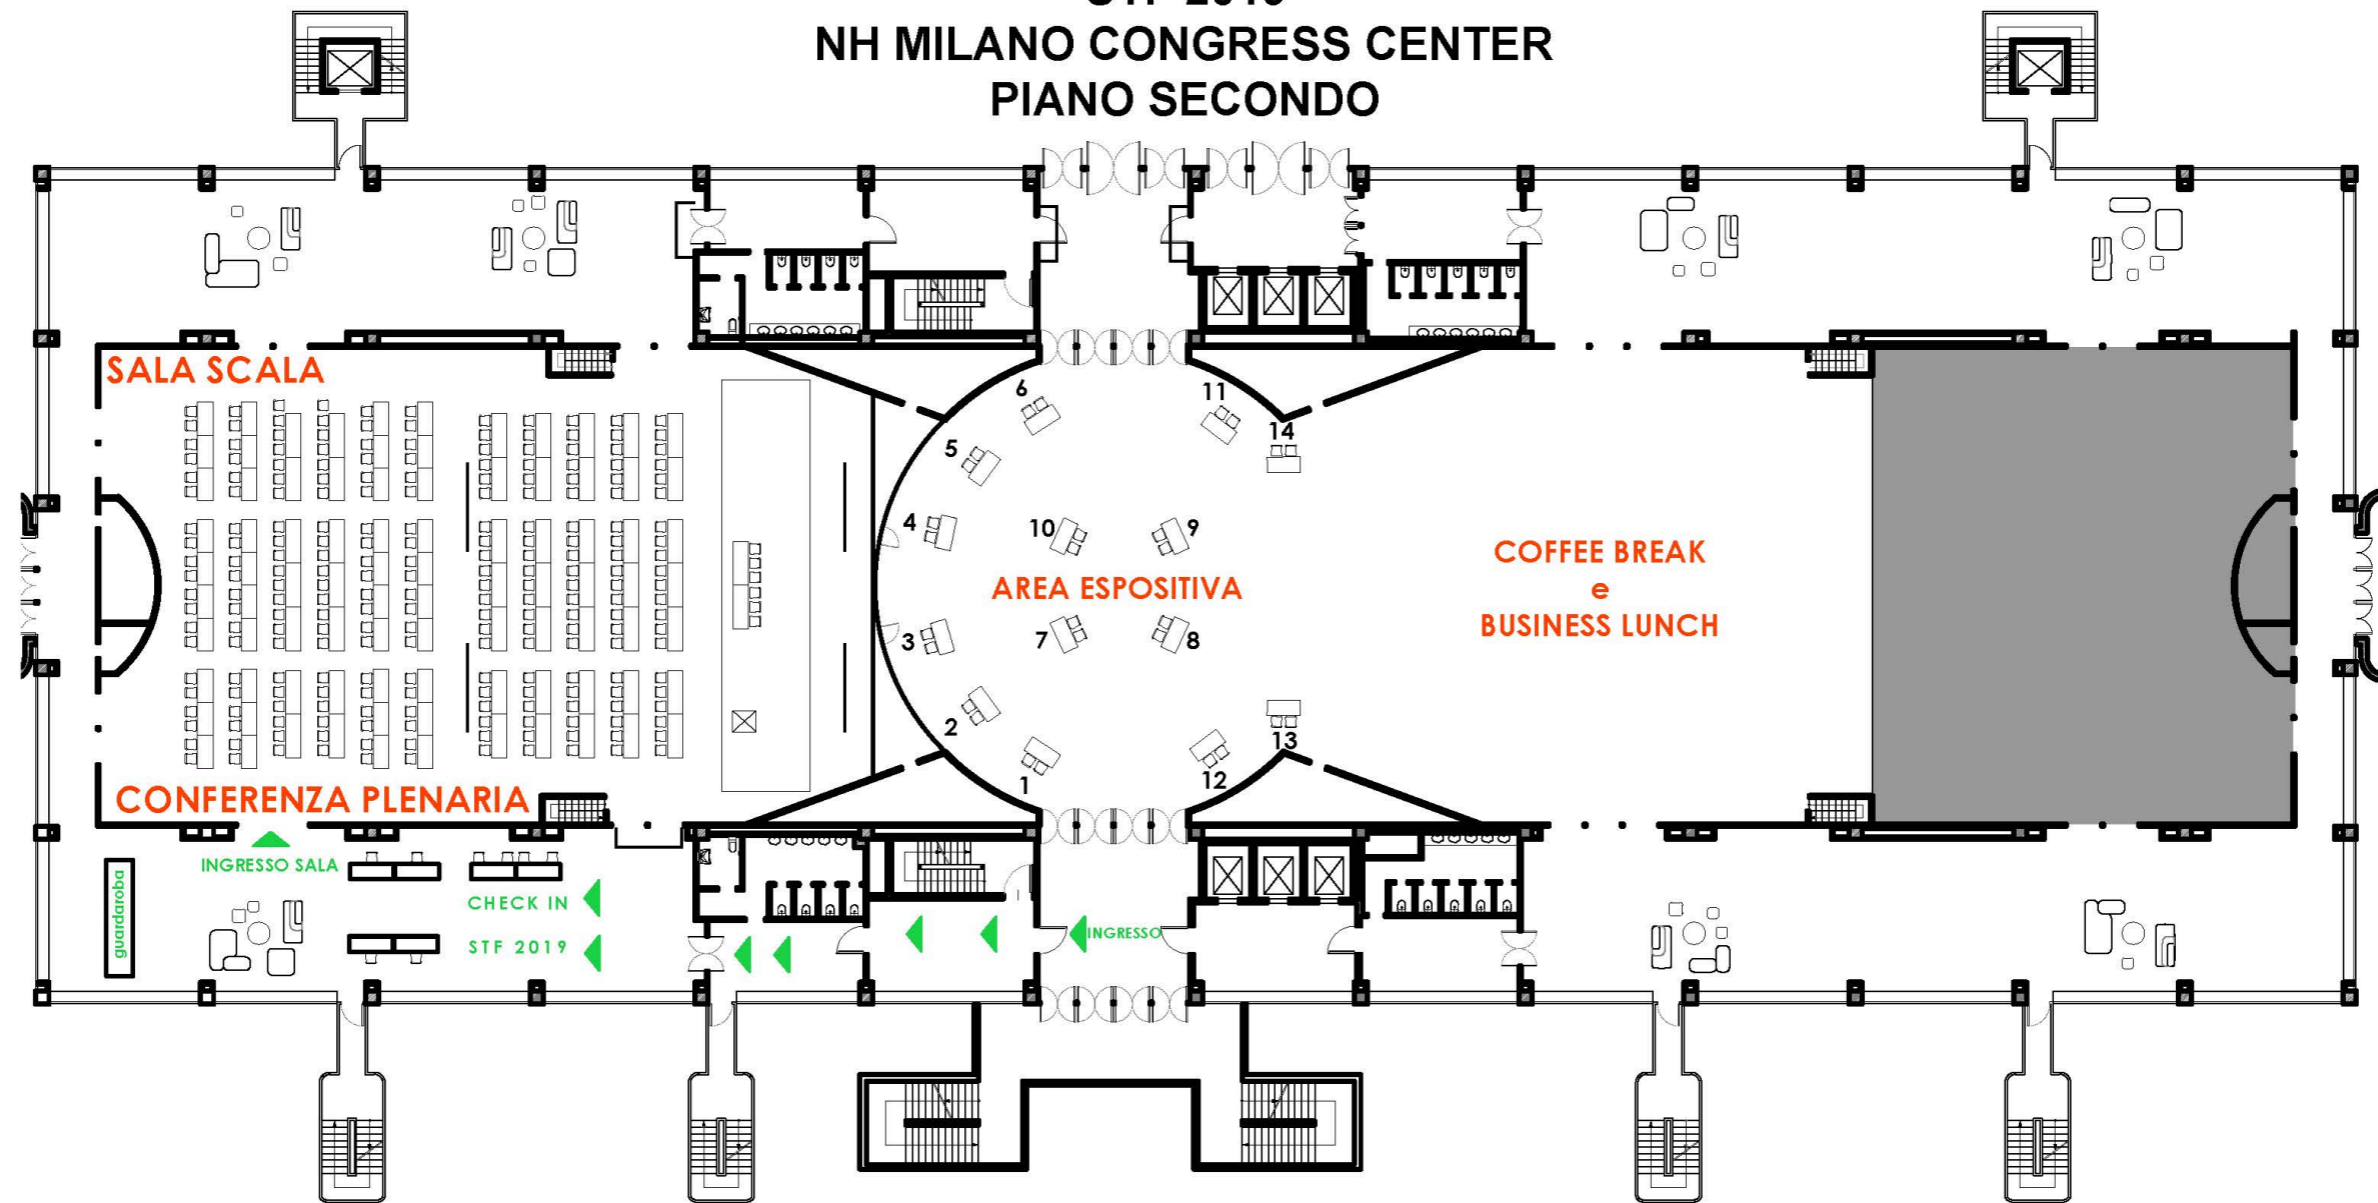 NH MILANO CONGRESS CENTER
PIANO SECONDO
SALA SCALA
6
11
5
14
4
10
9
COFFEE BREAK
e
BUSINESS LUNCH
AREA ESPOSITIVA
3
7
8
2
13
1
12
CONFERENZA PLENARIA
INGRESSO SALA
guardaroba
CHECK IN
STF 2019
INGRESSO